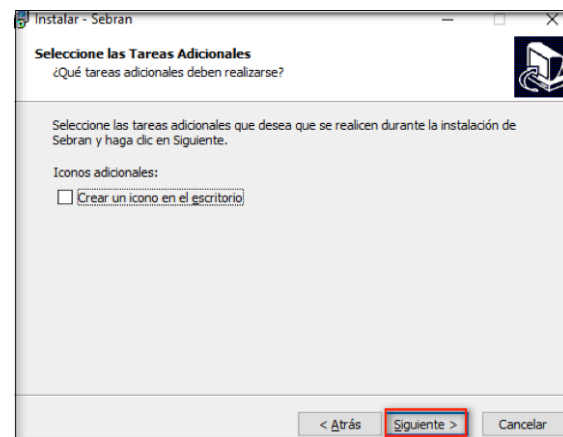 Instalar - Sebran
Seleccione las Tareas Adicionales
¿Qué tareas adicionales deben realizarse?
Seleccione las tareas adicionales que desea que se realicen durante la instalación de
Sebran y haga clic en Siguiente.
Iconos adicionales:
Crear un icono en el escritorio
< Atrás
Siguiente >
Cancelar